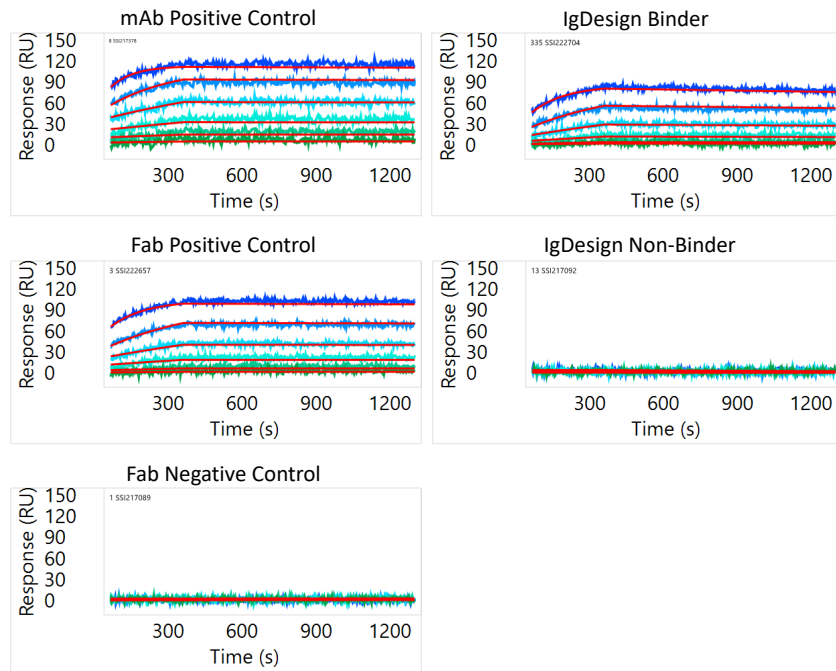 mAb Positive Control
Response (RU)
150
120
90
60
30
0
8 SSI217378
300 600 900 1200
Time (s)
IgDesign Binder
Response (RU)
150
120
90
60
30
0
335 SSI222704
300 600 900 1200
Time (s)
Fab Positive Control
Response (RU)
150
120
90
60
30
0
3 SSI222657
300 600 900 1200
Time (s)
IgDesign Non-Binder
Response (RU)
150
120
90
60
30
0
13 SSI217092
300 600 900 1200
Time (s)
Fab Negative Control
Response (RU)
150
120
90
60
30
0
1 SSI217089
300 600 900 1200
Time (s)